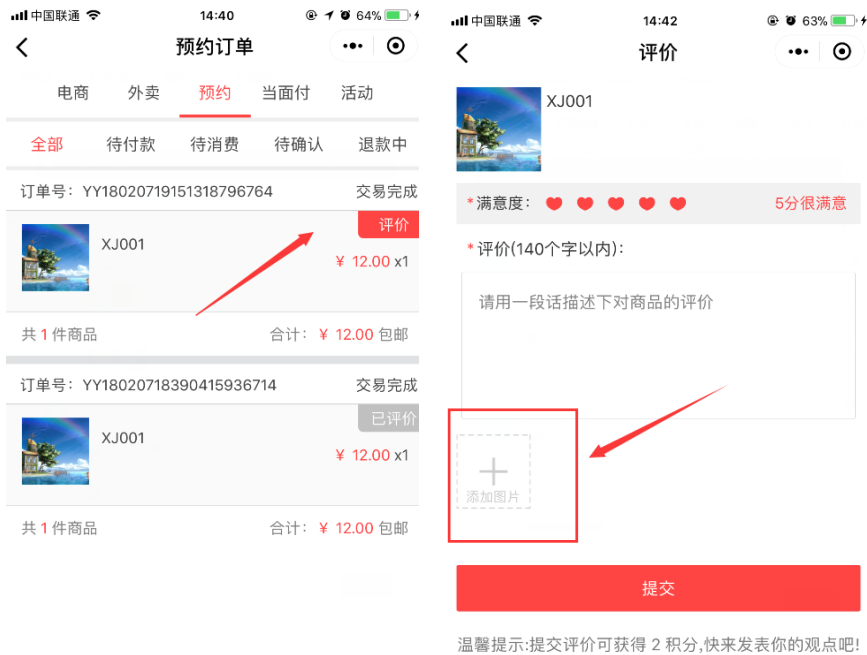 中国联通 14:40 64%
预约订单
电商 外卖 预约 当面付 活动
全部 待付款 待消费 待确认 退款中
订单号：YY18020719151318796764 交易完成
评价
XJ001
¥ 12.00 x1
共 1 件商品 合计：¥ 12.00 包邮
订单号：YY18020718390415936714 交易完成
已评价
XJ001
¥ 12.00 x1
共 1 件商品 合计：¥ 12.00 包邮
中国联通 14:42 63%
评价
XJ001
*满意度： 5分很满意
*评价(140个字以内)：
请用一段话描述下对商品的评价
添加图片
提交
温馨提示:提交评价可获得 2 积分,快来发表你的观点吧!